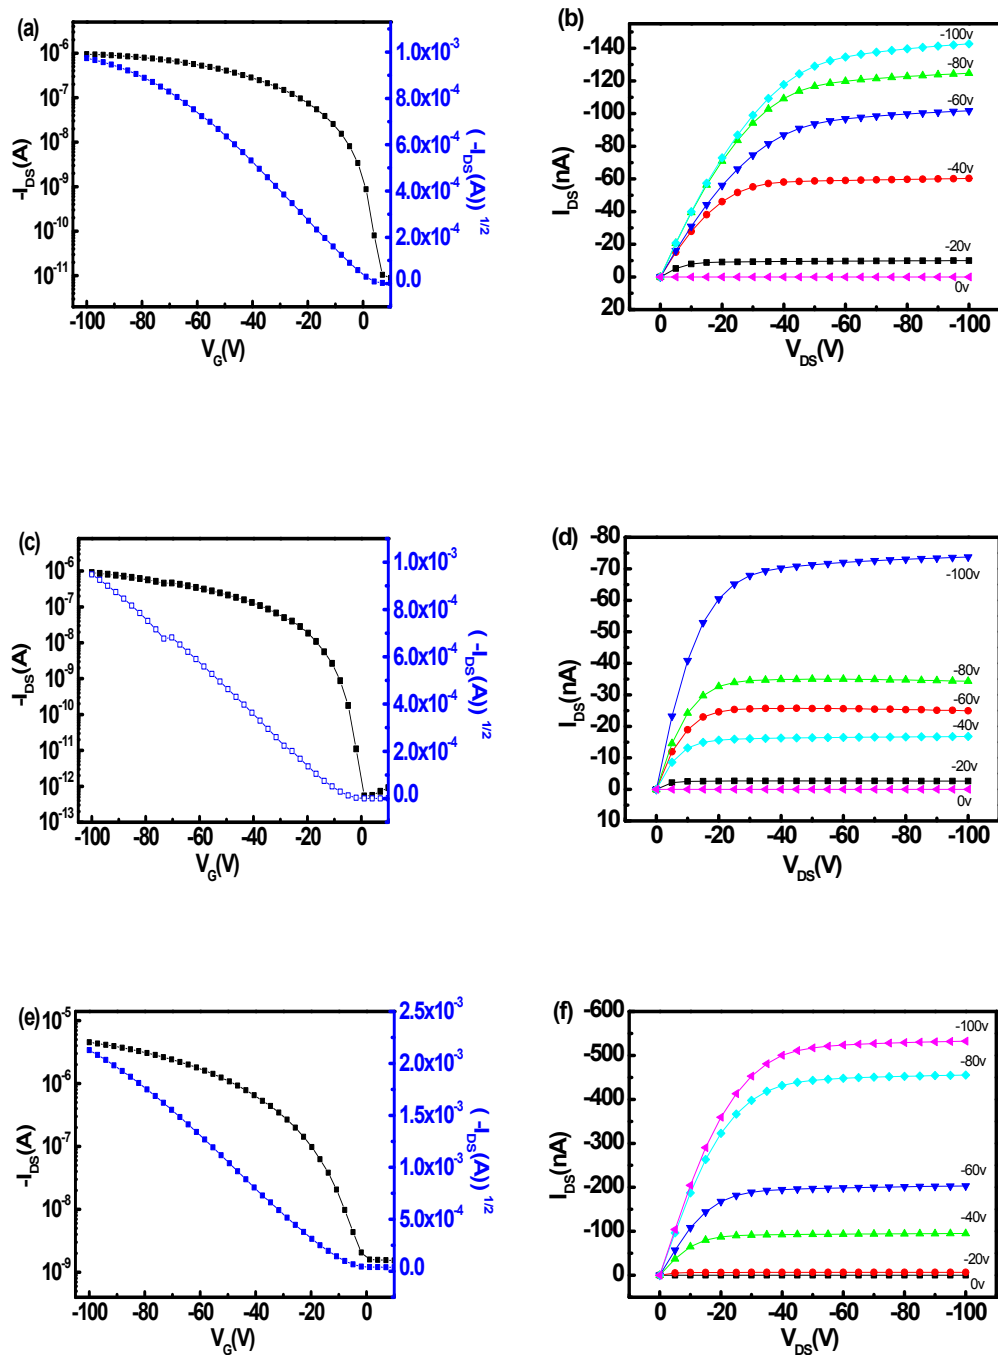 (a)
10^-6
10^-7
10^-8
10^-9
10^-10
10^-11
-I_DS(A)
-100 -80 -60 -40 -20 0
V_G(V)
1.0x10^-3
8.0x10^-4
6.0x10^-4
4.0x10^-4
2.0x10^-4
0.0
(-I_DS(A))^1/2
(b)
-140
-120
-100
-80
-60
-40
-20
0
20
I_DS(nA)
-100v
-80v
-60v
-40v
-20v
0v
0 -20 -40 -60 -80 -100
V_DS(V)
(c)
10^-6
10^-7
10^-8
10^-9
10^-10
10^-11
10^-12
10^-13
-I_DS(A)
-100 -80 -60 -40 -20 0
V_G(V)
1.0x10^-3
8.0x10^-4
6.0x10^-4
4.0x10^-4
2.0x10^-4
0.0
(-I_DS(A))^1/2
(d)
-80
-70
-60
-50
-40
-30
-20
-10
0
10
I_DS(nA)
-100v
-80v
-60v
-40v
-20v
0v
0 -20 -40 -60 -80 -100
V_DS(V)
(e)
10^-5
10^-6
10^-7
10^-8
10^-9
-I_DS(A)
-100 -80 -60 -40 -20 0
V_G(V)
2.5x10^-3
2.0x10^-3
1.5x10^-3
1.0x10^-3
5.0x10^-4
0.0
(-I_DS(A))^1/2
(f)
-600
-500
-400
-300
-200
-100
0
I_DS(nA)
-100v
-80v
-60v
-40v
-20v
0v
0 -20 -40 -60 -80 -100
V_DS(V)